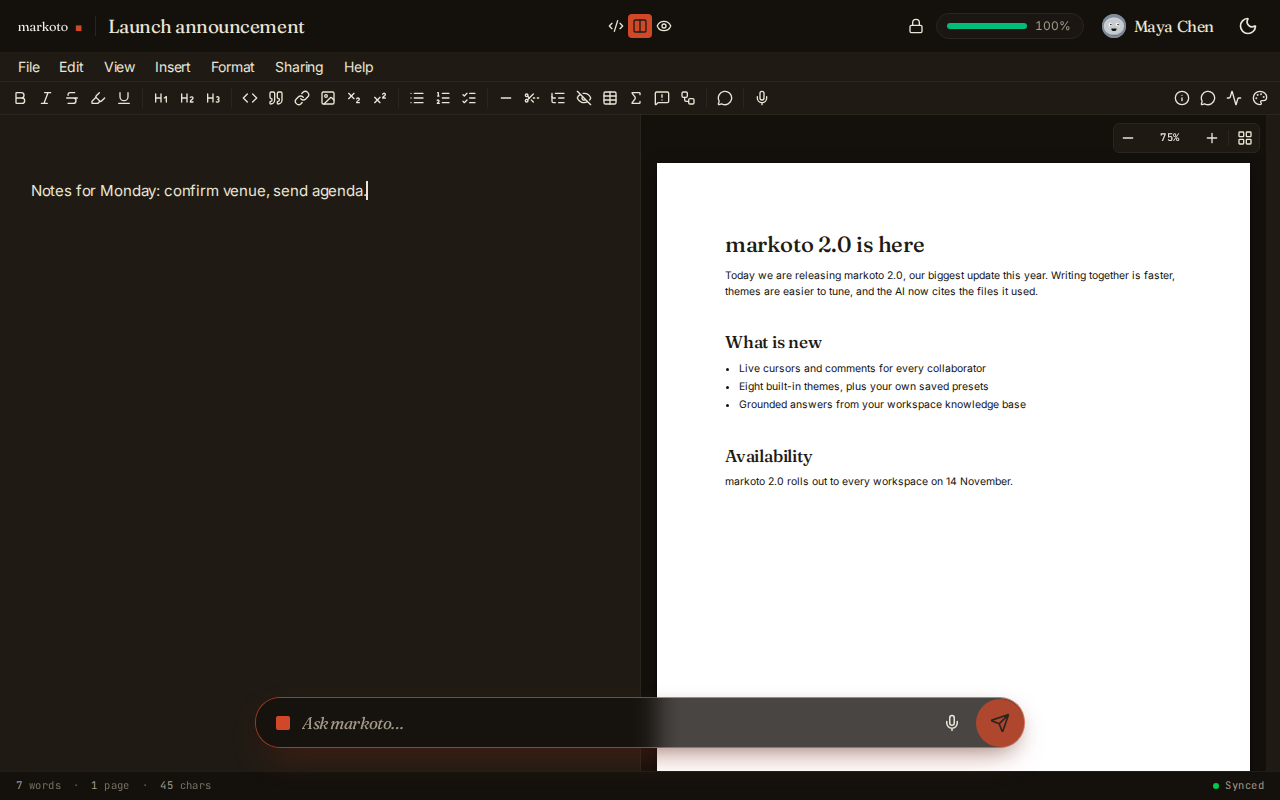 markoto
Launch announcement
100%
Maya Chen
File Edit View Insert Format Sharing Help
H1 H2 H3
75%
Notes for Monday: confirm venue, send agenda.
markoto 2.0 is here
Today we are releasing markoto 2.0, our biggest update this year. Writing together is faster,
themes are easier to tune, and the AI now cites the files it used.
What is new
• Live cursors and comments for every collaborator
• Eight built-in themes, plus your own saved presets
• Grounded answers from your workspace knowledge base
Availability
markoto 2.0 rolls out to every workspace on 14 November.
Ask markoto...
7 words · 1 page · 45 chars
Synced